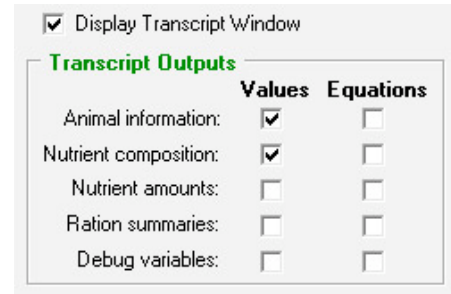 Display Transcript Window
Transcript Outputs
Values Equations
Animal information:
Nutrient composition:
Nutrient amounts:
Ration summaries:
Debug variables: